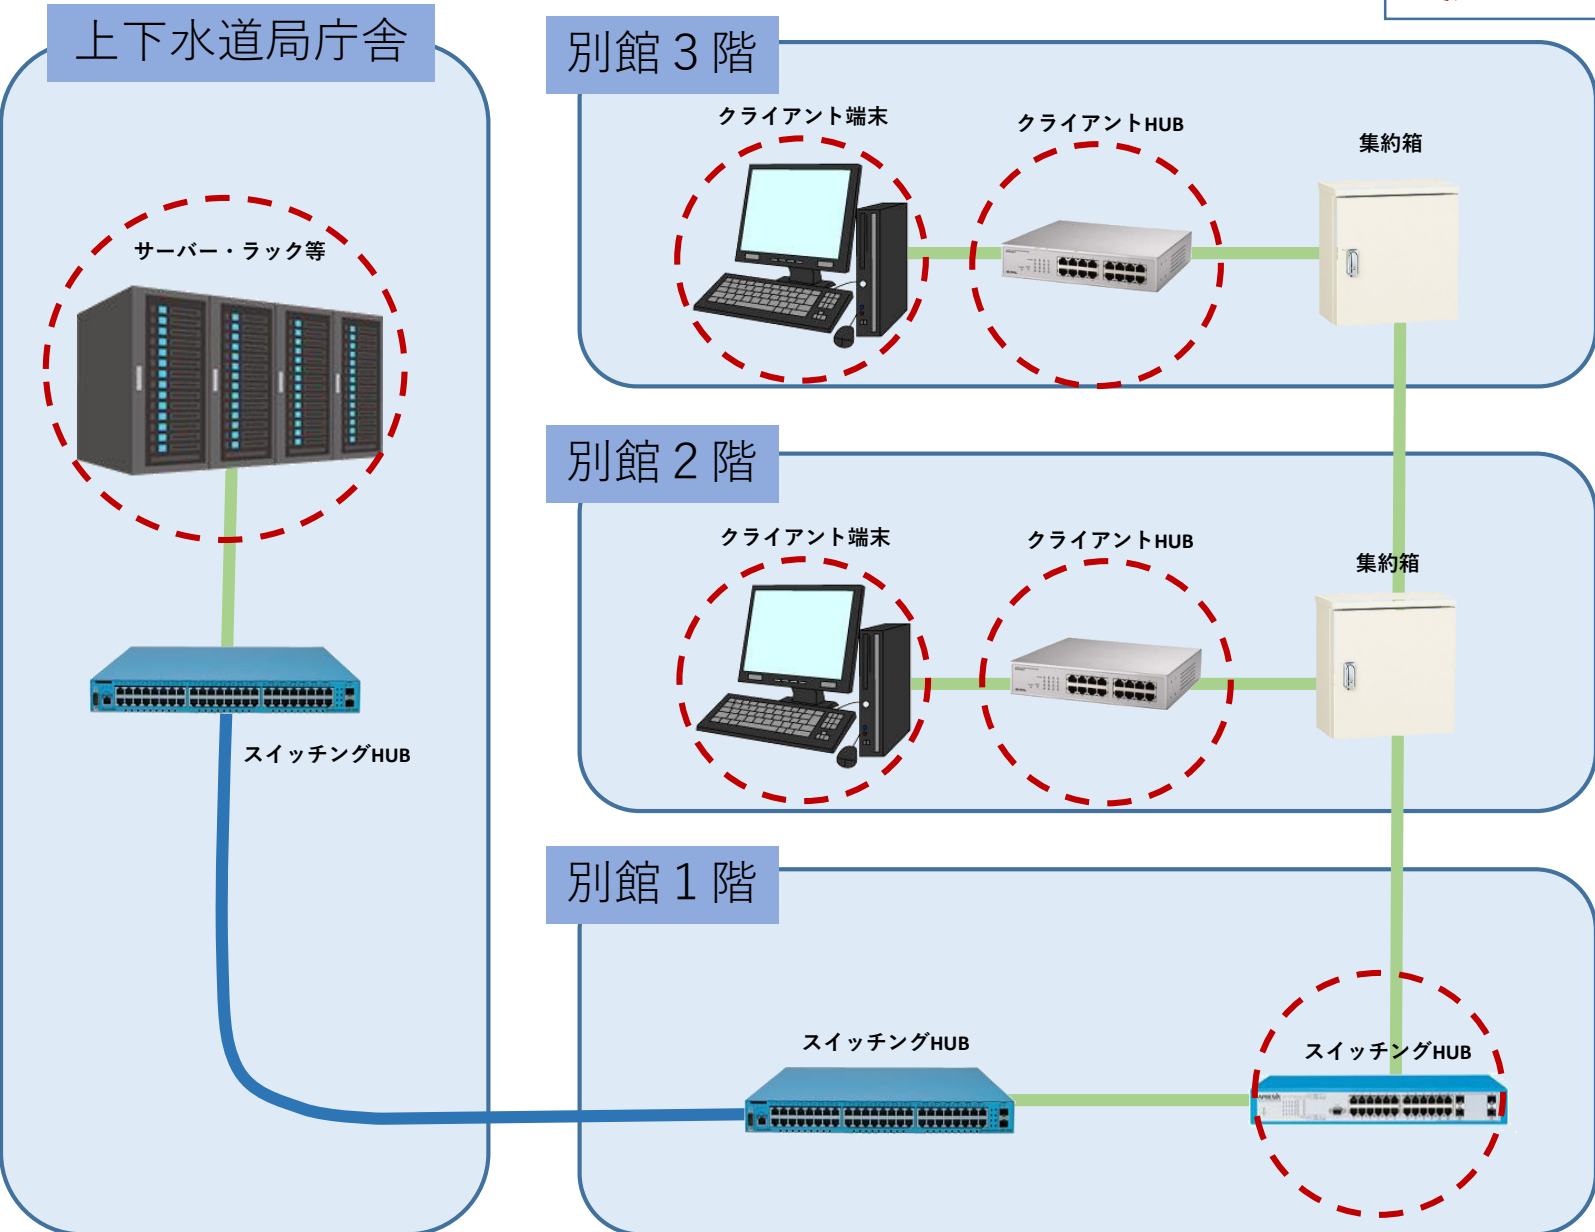 上下水道局庁舎
サーバー・ラック等
スイッチングHUB
別館３階
クライアント端末
クライアントHUB
集約箱
別館２階
クライアント端末
クライアントHUB
集約箱
別館１階
スイッチングHUB
スイッチングHUB